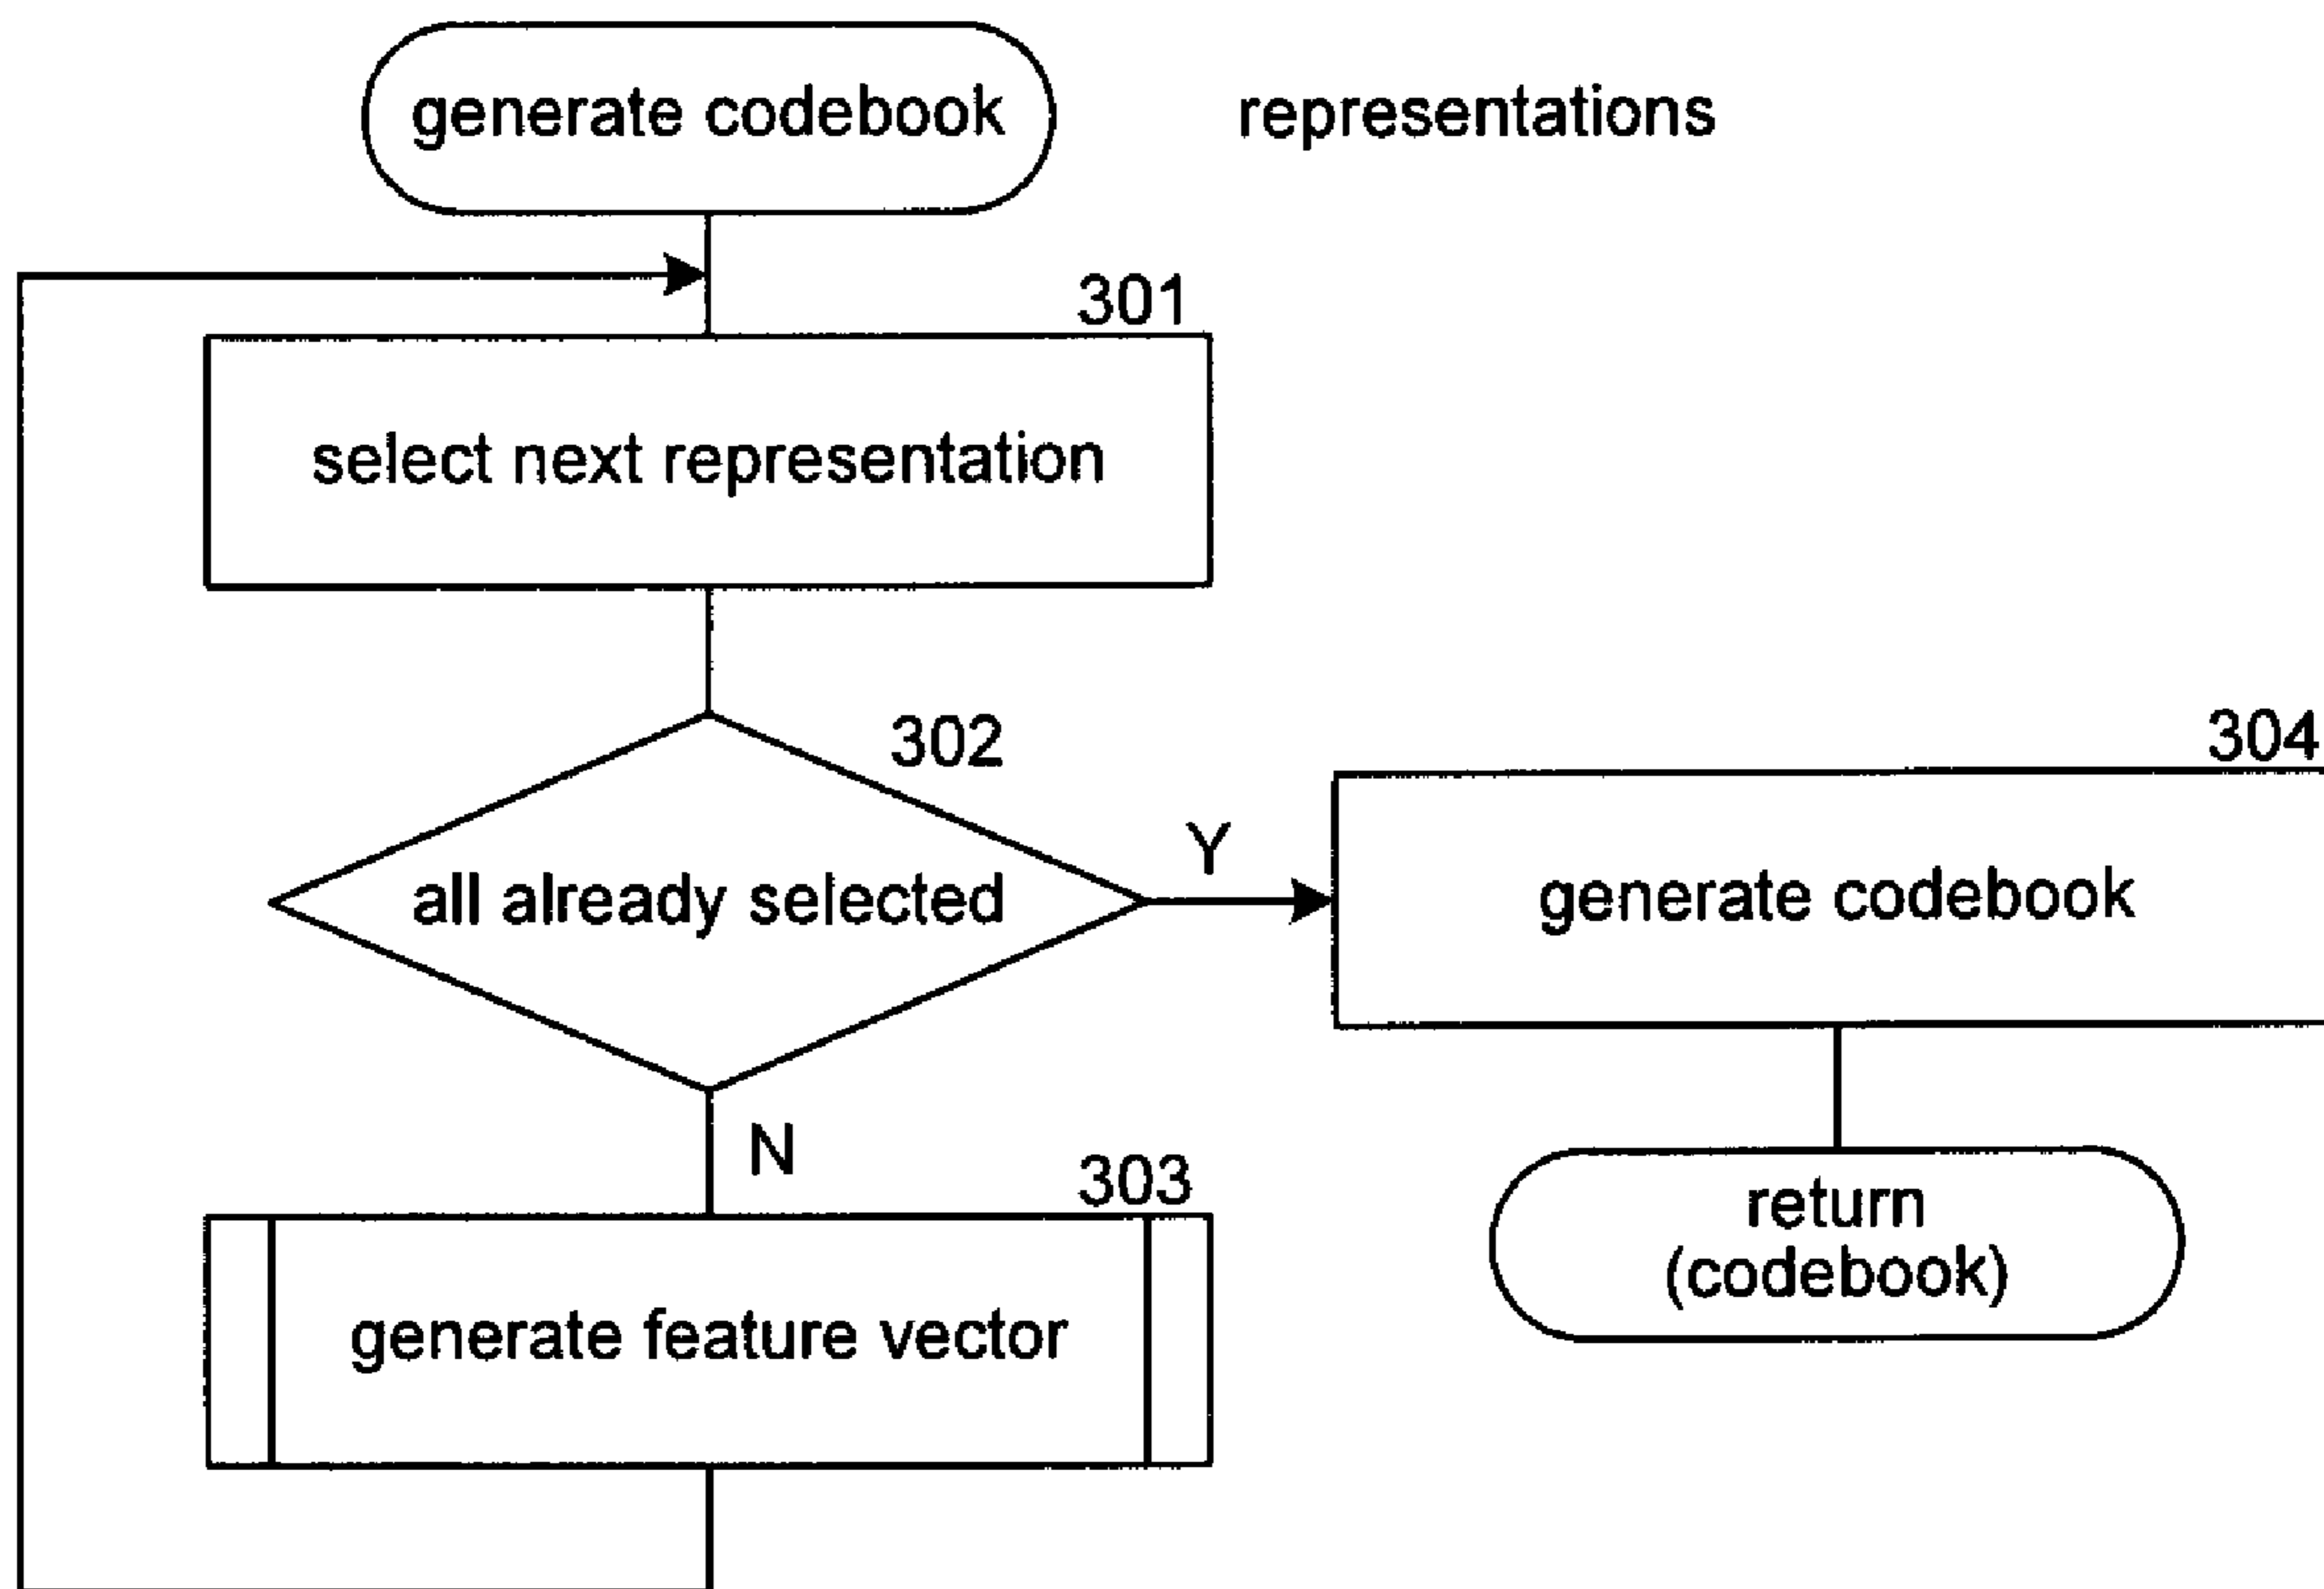 generate codebook
representations
301
select next representation
302
all already selected
Y
304
generate codebook
N
303
generate feature vector
return
(codebook)